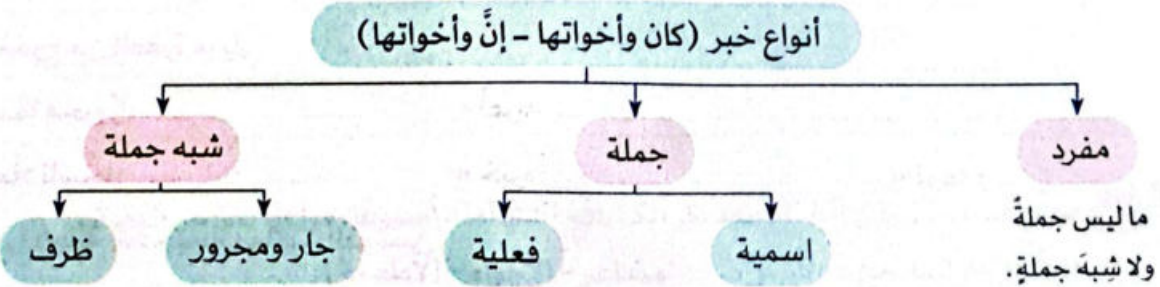 أنواع خبر (كان وأخواتها – إنَّ وأخواتها)
مفرد
جملة
شبه جملة
ما ليس جملةً
ولا شِبهَ جملةٍ.
اسمية
فعلية
جار ومجرور
ظرف